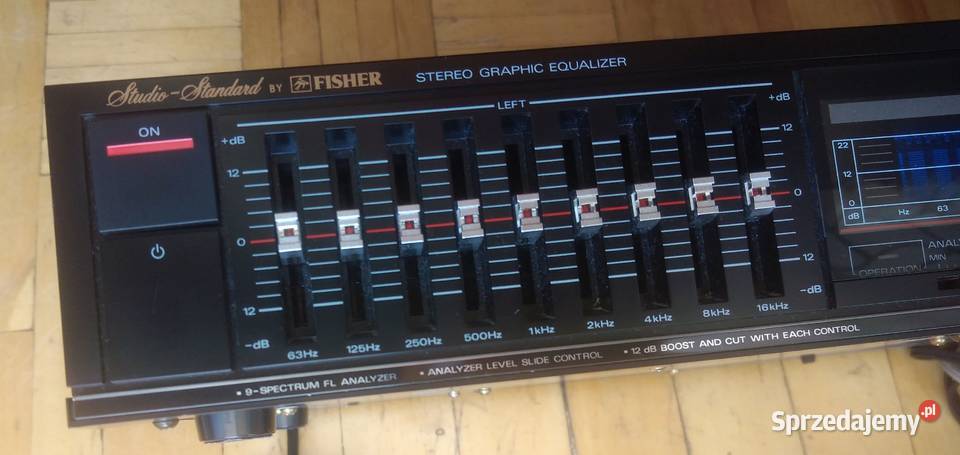 Studio-Standard BY FISHER STEREO GRAPHIC EQUALIZER
ON
LEFT
+dB +dB
12 12
0 0
12 12
-dB -dB
63Hz 125Hz 250Hz 500Hz 1kHz 2kHz 4kHz 8kHz 16kHz
22
12
0
dB Hz 63
OPERATION
MIN
• 9-SPECTRUM FL ANALYZER • ANALYZER LEVEL SLIDE CONTROL • 12 dB BOOST AND CUT WITH EACH CONTROL
Sprzedajemy.pl